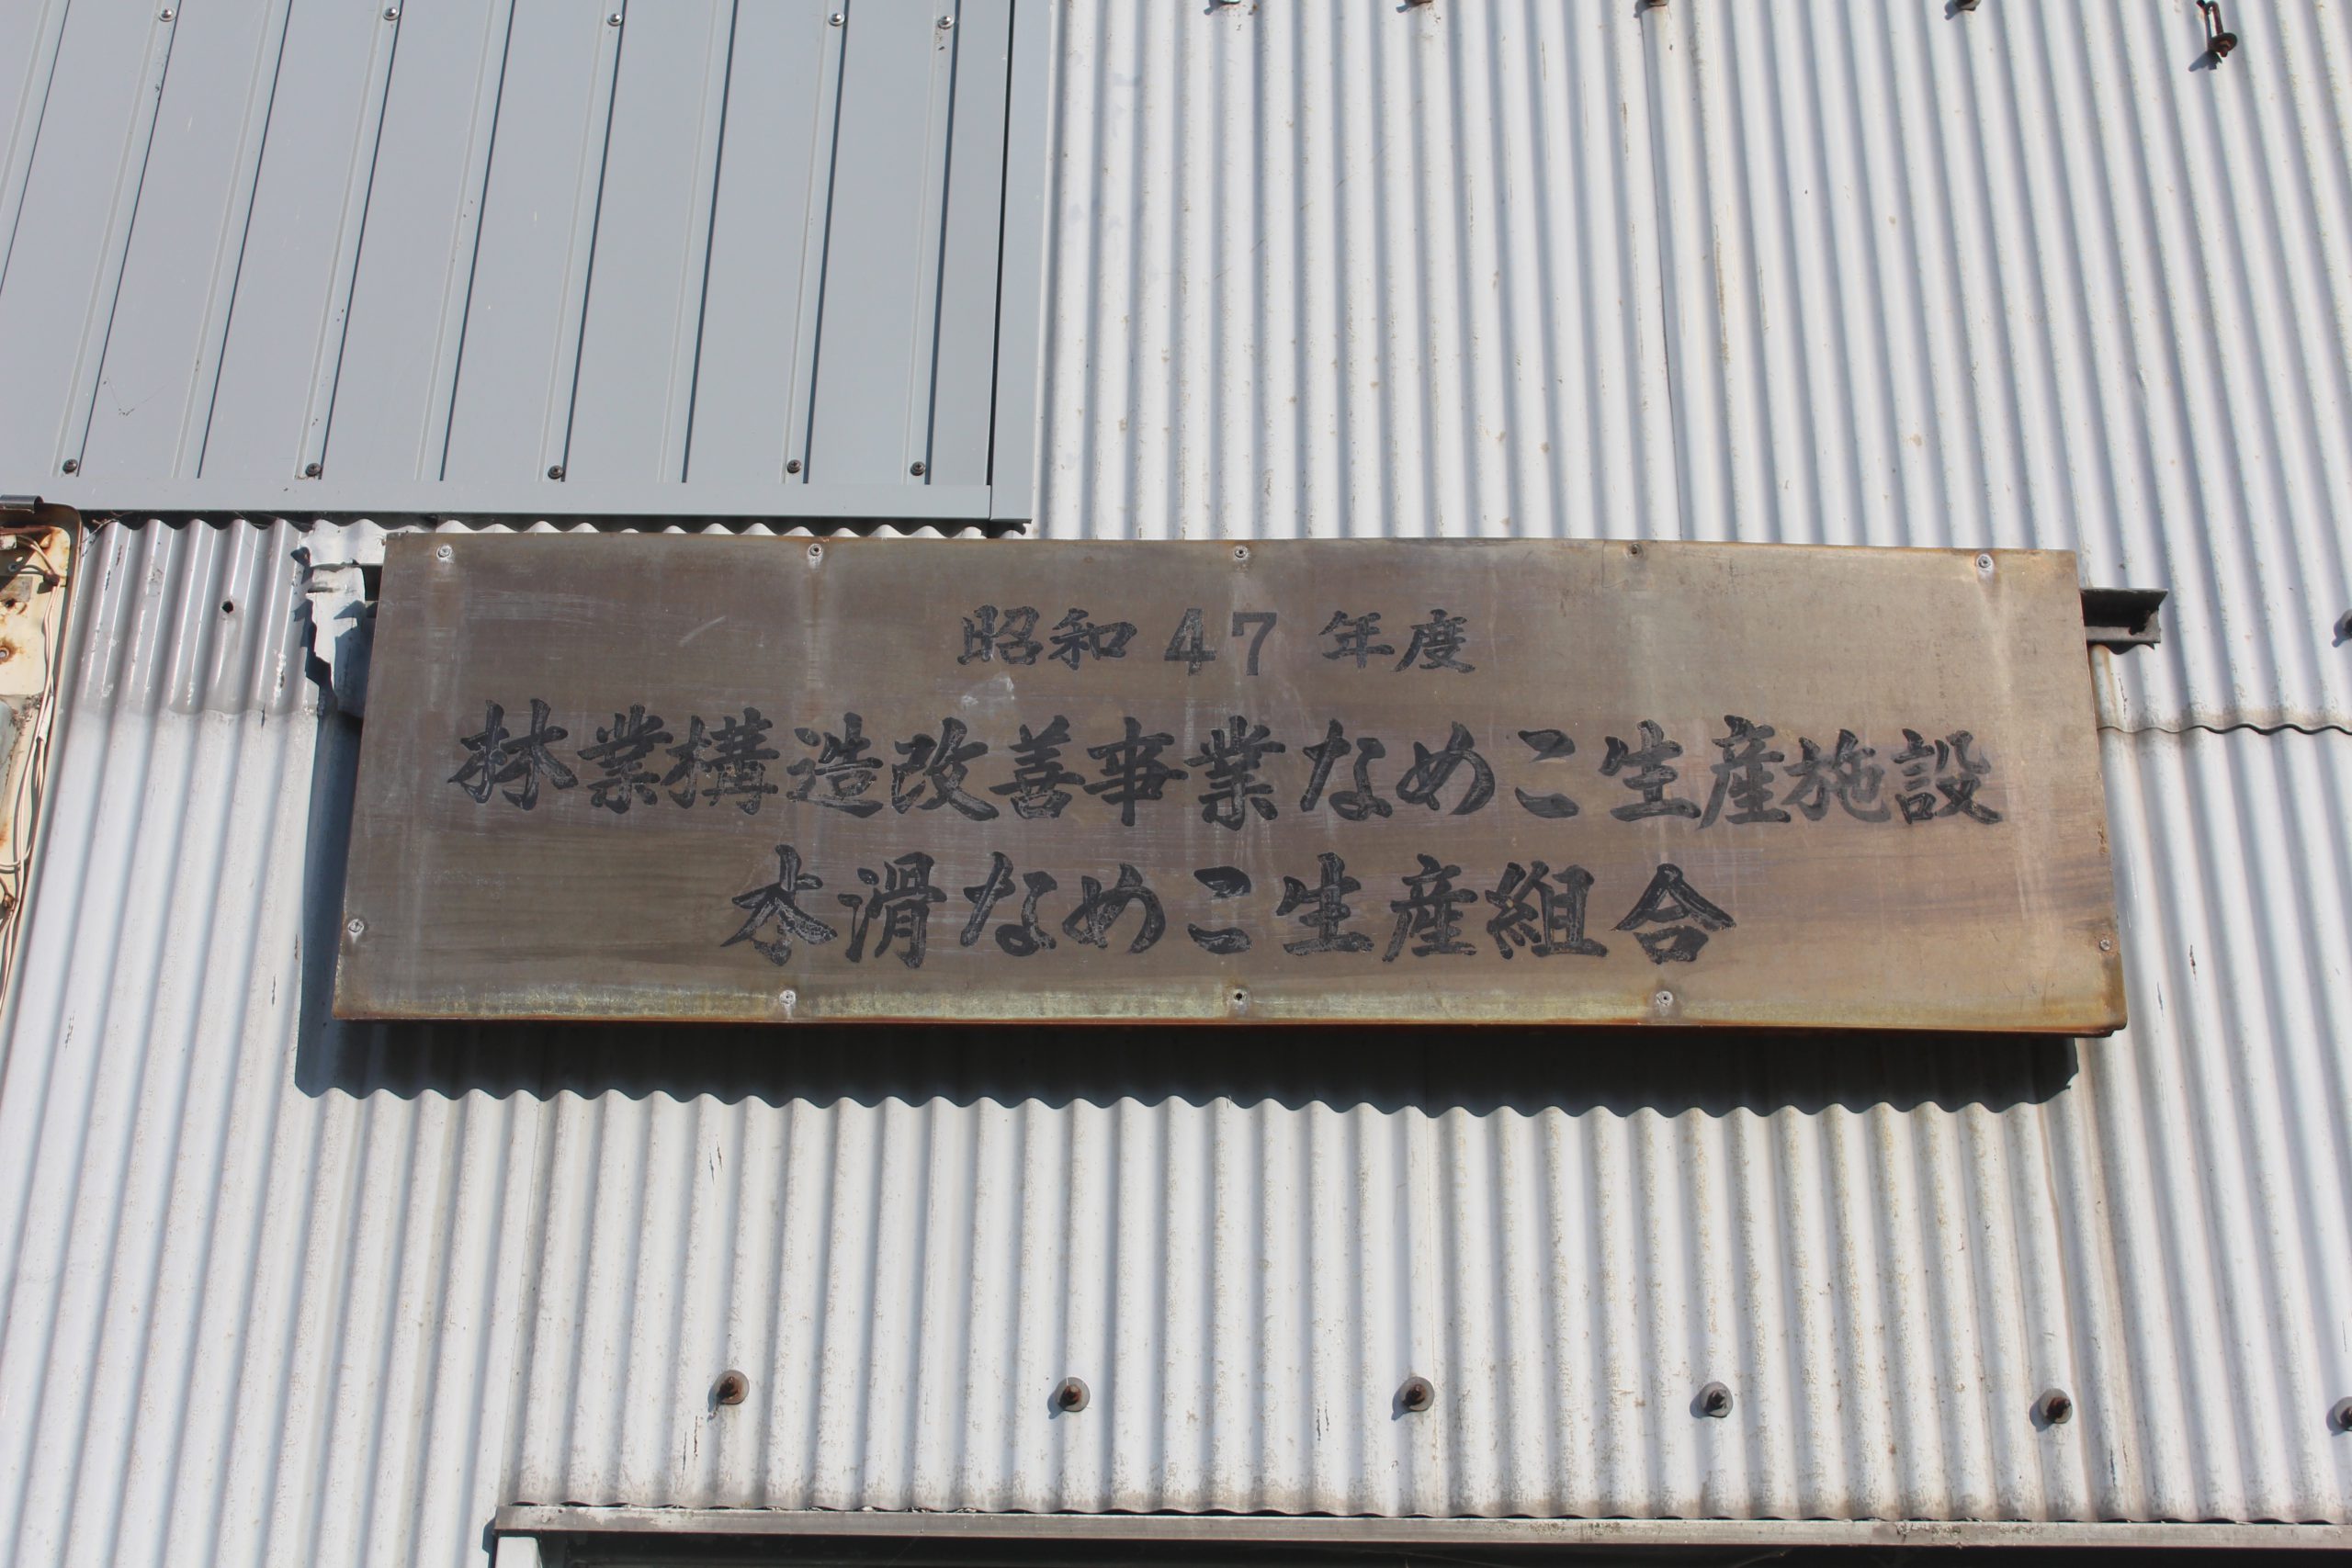 昭和47年度
林業構造改善事業なめこ生産施設
本滑なめこ生産組合